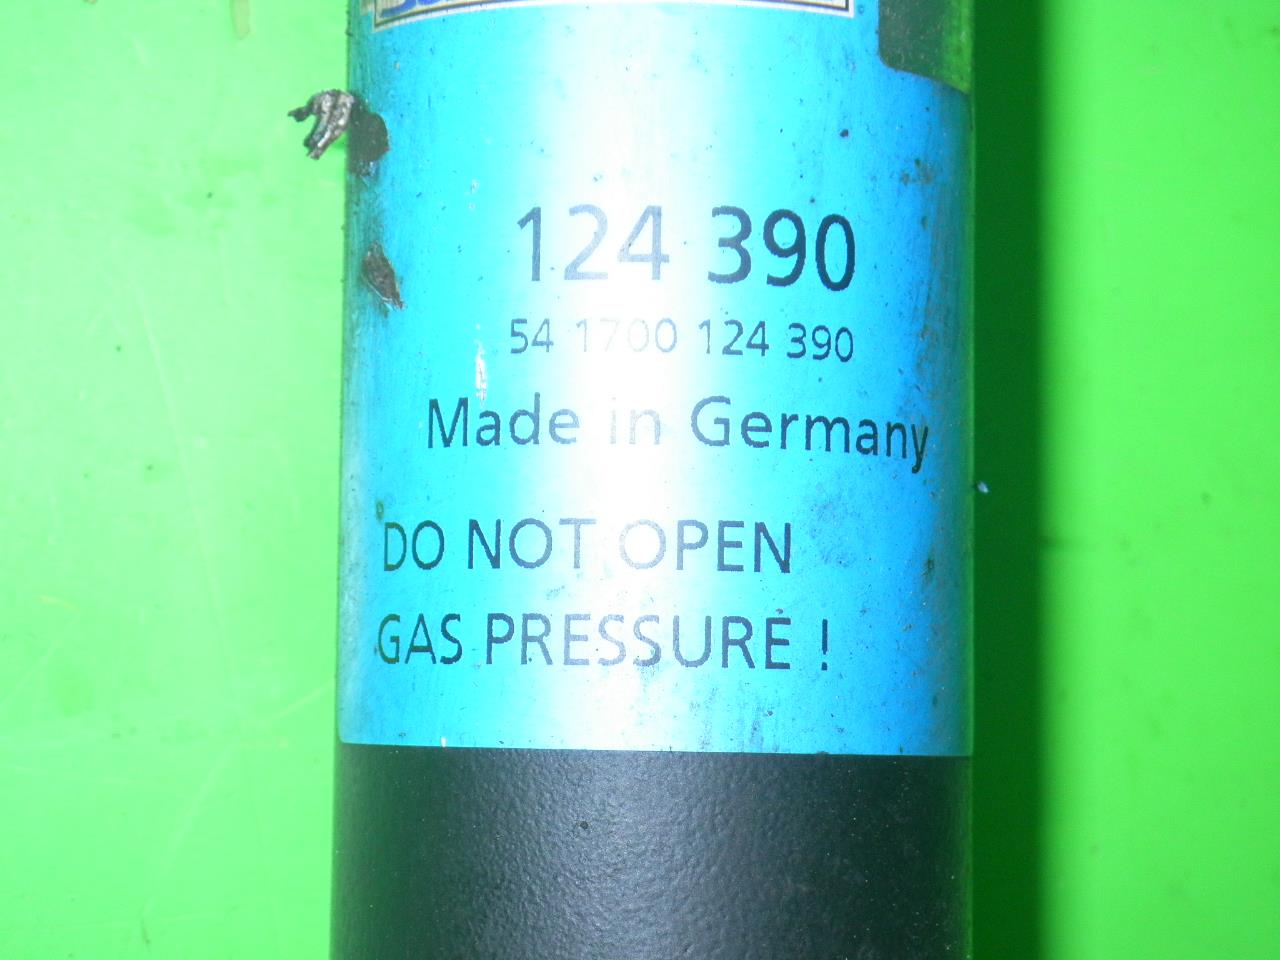 124 390
54 1700 124 390
Made in Germany
DO NOT OPEN
GAS PRESSURE !